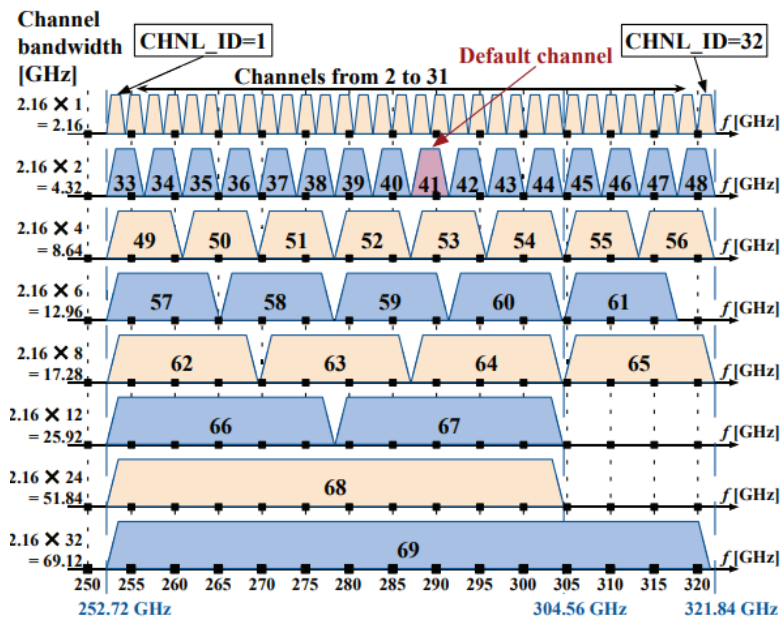 Channel
bandwidth
[GHz]
CHNL_ID=1
CHNL_ID=32
Default channel
Channels from 2 to 31
2.16 × 1
= 2.16
f [GHz]
2.16 × 2
= 4.32
33 34 35 36 37 38 39 40 41 42 43 44 45 46 47 48
f [GHz]
2.16 × 4
= 8.64
49 50 51 52 53 54 55 56
f [GHz]
2.16 × 6
= 12.96
57 58 59 60 61
f [GHz]
2.16 × 8
= 17.28
62 63 64 65
f [GHz]
2.16 × 12
= 25.92
66 67
f [GHz]
2.16 × 24
= 51.84
68
f [GHz]
2.16 × 32
= 69.12
69
f [GHz]
250 255 260 265 270 275 280 285 290 295 300 305 310 315 320
252.72 GHz 304.56 GHz 321.84 GHz